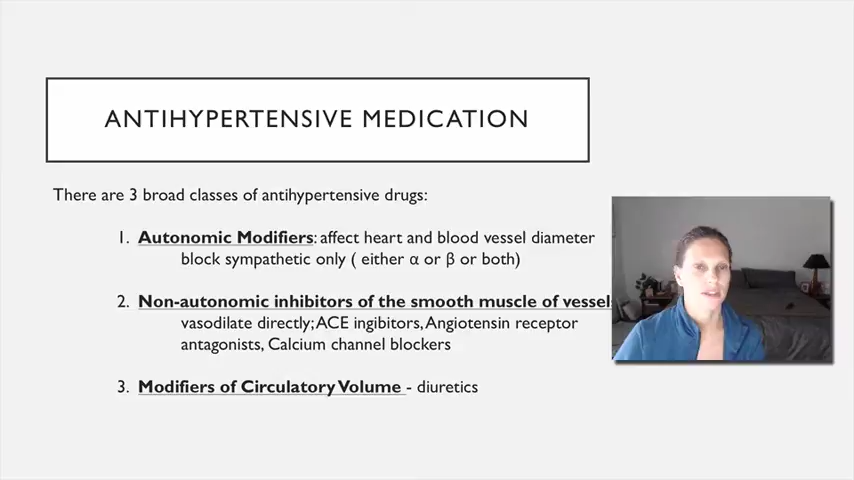 ANTIHYPERTENSIVE MEDICATION
There are 3 broad classes of antihypertensive drugs:
1. Autonomic Modifiers: affect heart and blood vessel diameter
block sympathetic only ( either α or β or both)
2. Non-autonomic inhibitors of the smooth muscle of vessels
vasodilate directly; ACE ingibitors, Angiotensin receptor
antagonists, Calcium channel blockers
3. Modifiers of Circulatory Volume - diuretics